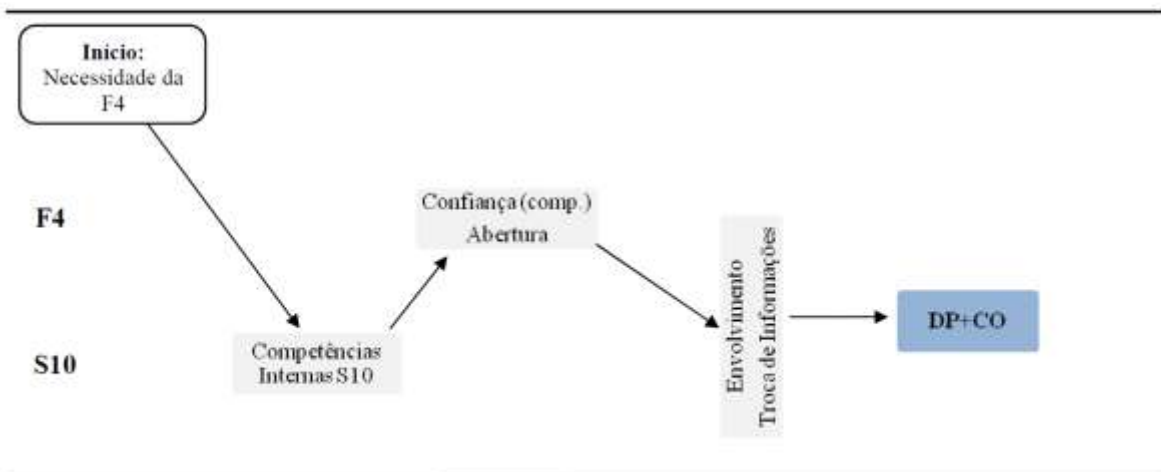 Início:
Necessidade da
F4
F4
Confiança (comp.)
Abertura
Envolvimento
Troca de Informações
DP+CO
S10
Competências
Internas S10